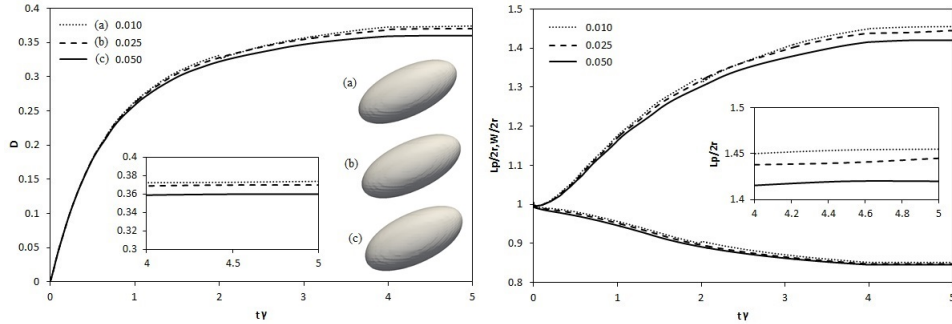 0.4
0.35
0.3
0.25
0.2
0.15
0.1
0.05
0
D
(a) 0.010
(b) 0.025
(c) 0.050
(a)
(b)
(c)
0.4
0.38
0.36
0.34
0.32
0.3
4 4.5 5
0 1 2 3 4 5
tγ
1.5
1.4
1.3
1.2
1.1
1
0.9
0.8
Lp/2r, W/2r
0.010
0.025
0.050
Lp/2r
1.5
1.45
1.4
4 4.2 4.4 4.6 4.8 5
0 1 2 3 4 5
tγ